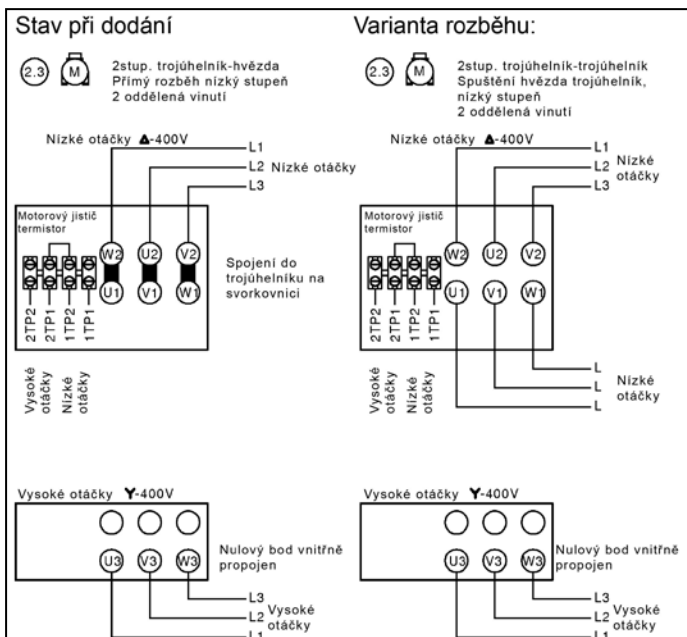 Stav při dodání
2.3
M
2stup. trojúhelník-hvězda
Přímý rozběh nízký stupeň
2 oddělená vinutí
Nízké otáčky Δ-400V
L1
L2 Nízké otáčky
L3
Motorový jistič
termistor
W2 U2 V2
U1 V1 W1
Spojení do
trojúhelníku na
svorkovnici
2TP2
2TP1
1TP2
1TP1
Vysoké
otáčky
Nízké
otáčky
Vysoké otáčky Y-400V
U3 V3 W3
Nulový bod vnitřně
propojen
L3
L2 Vysoké
otáčky
L1
Varianta rozběhu:
2.3
M
2stup. trojúhelník-trojúhelník
Spuštění hvězda trojúhelník,
nízký stupeň
2 oddělená vinutí
Nízké otáčky Δ-400V
L1
L2 Nízké
otáčky
L3
Motorový jistič
termistor
W2 U2 V2
U1 V1 W1
2TP2
2TP1
1TP2
1TP1
Vysoké
otáčky
Nízké
otáčky
L
L Nízké
otáčky
L
Vysoké otáčky Y-400V
U3 V3 W3
Nulový bod vnitřně
propojen
L3
L2 Vysoké
otáčky
L1